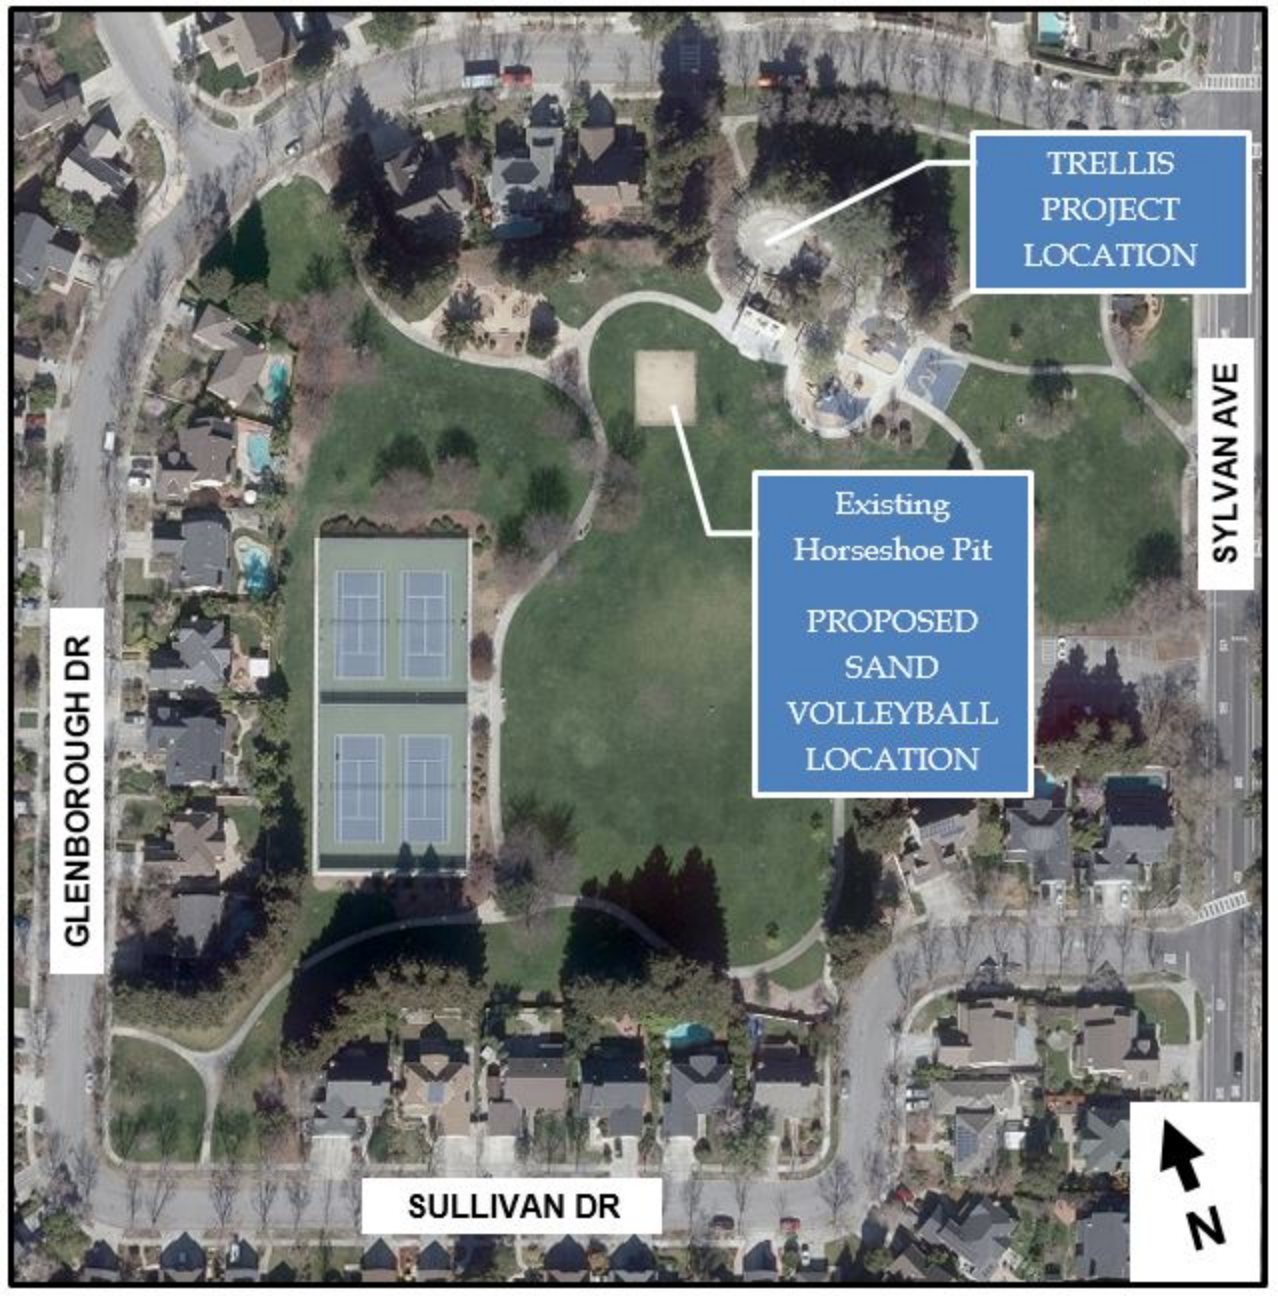 TRELLIS
PROJECT
LOCATION
SYLVAN AVE
Existing
Horseshoe Pit
PROPOSED
SAND
VOLLEYBALL
LOCATION
GLENBOROUGH DR
SULLIVAN DR
N